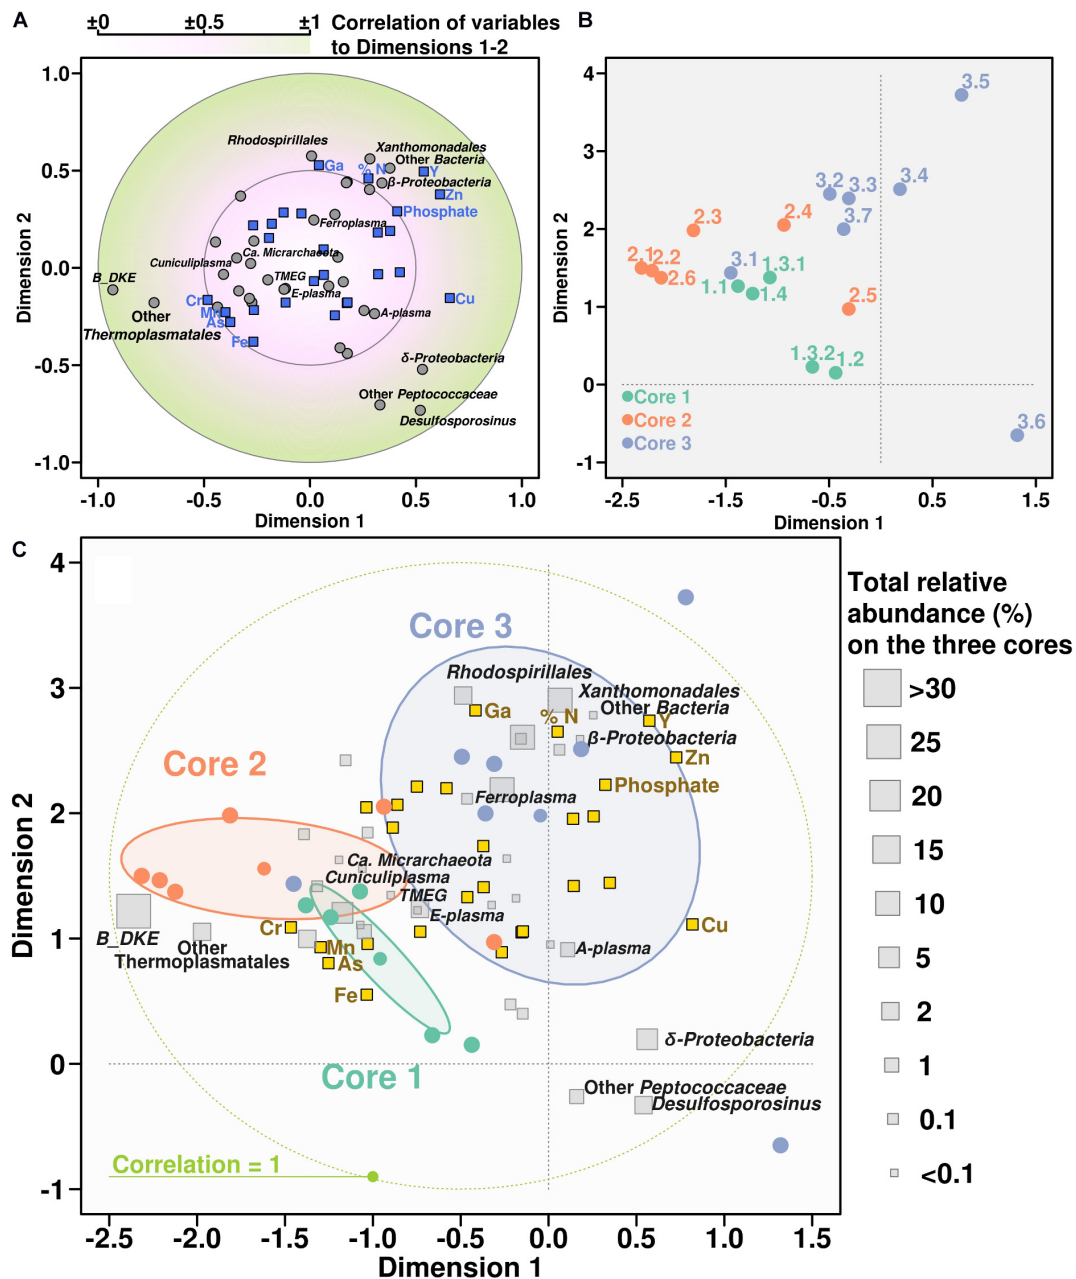 A
±0
±0.5
±1
Correlation of variables
to Dimensions 1-2
1.0
0.5
0.0
-0.5
-1.0
Dimension 2
Rhodospirillales
Xanthomonadales
Other Bacteria
Ga
% N
Y
β-Proteobacteria
Zn
Phosphate
Ferroplasma
Ca. Micrarchaeota
Cuniculiplasma
TMEG
B_DKE
E-plasma
Cr
Cu
Other
Thermoplasmatales
Mn
As
A-plasma
Fe
δ-Proteobacteria
Other Peptococcaceae
Desulfosporosinus
-1.0
-0.5
0.0
0.5
1.0
Dimension 1
B
4
3
2
1
0
-1
Dimension 2
3.5
3.2
3.3
3.4
2.3
2.4
3.7
2.1
2.2
2.6
3.1
1.3.1
1.1
1.4
2.5
1.3.2
1.2
Core 1
Core 2
Core 3
3.6
-2.5
-1.5
-0.5
0.5
1.5
Dimension 1
C
4
3
2
1
0
-1
Dimension 2
Core 3
Rhodospirillales
Xanthomonadales
Other Bacteria
Ga
% N
Y
β-Proteobacteria
Zn
Core 2
Phosphate
Ferroplasma
Ca. Micrarchaeota
Cuniculiplasma
TMEG
E-plasma
Cr
Cu
B_DKE
Other
Thermoplasmatales
Mn
As
A-plasma
Fe
δ-Proteobacteria
Core 1
Other Peptococcaceae
Desulfosporosinus
Correlation = 1
-2.5
-2.0
-1.5
-1.0
-0.5
0.0
0.5
1.0
1.5
Dimension 1
Total relative
abundance (%)
on the three cores
>30
25
20
15
10
5
2
1
0.1
<0.1